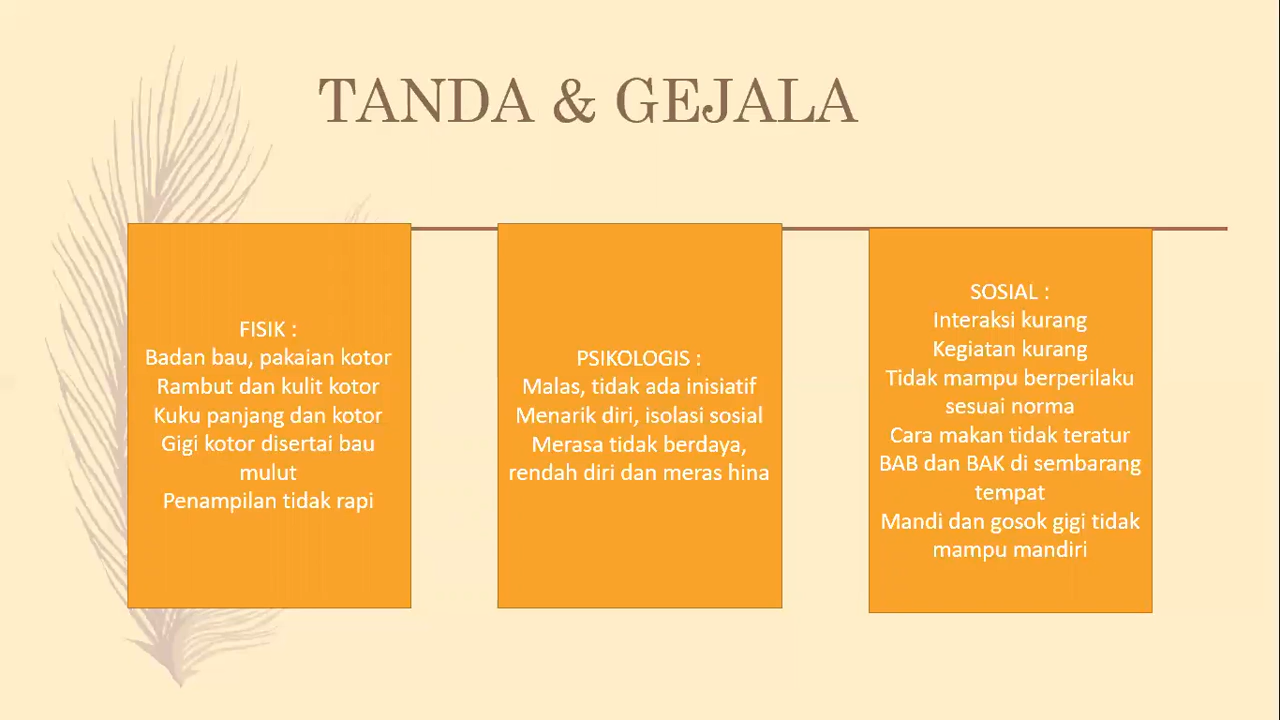 TANDA & GEJALA
FISIK :
Badan bau, pakaian kotor
Rambut dan kulit kotor
Kuku panjang dan kotor
Gigi kotor disertai bau
mulut
Penampilan tidak rapi
PSIKOLOGIS :
Malas, tidak ada inisiatif
Menarik diri, isolasi sosial
Merasa tidak berdaya,
rendah diri dan meras hina
SOSIAL :
Interaksi kurang
Kegiatan kurang
Tidak mampu berperilaku
sesuai norma
Cara makan tidak teratur
BAB dan BAK di sembarang
tempat
Mandi dan gosok gigi tidak
mampu mandiri